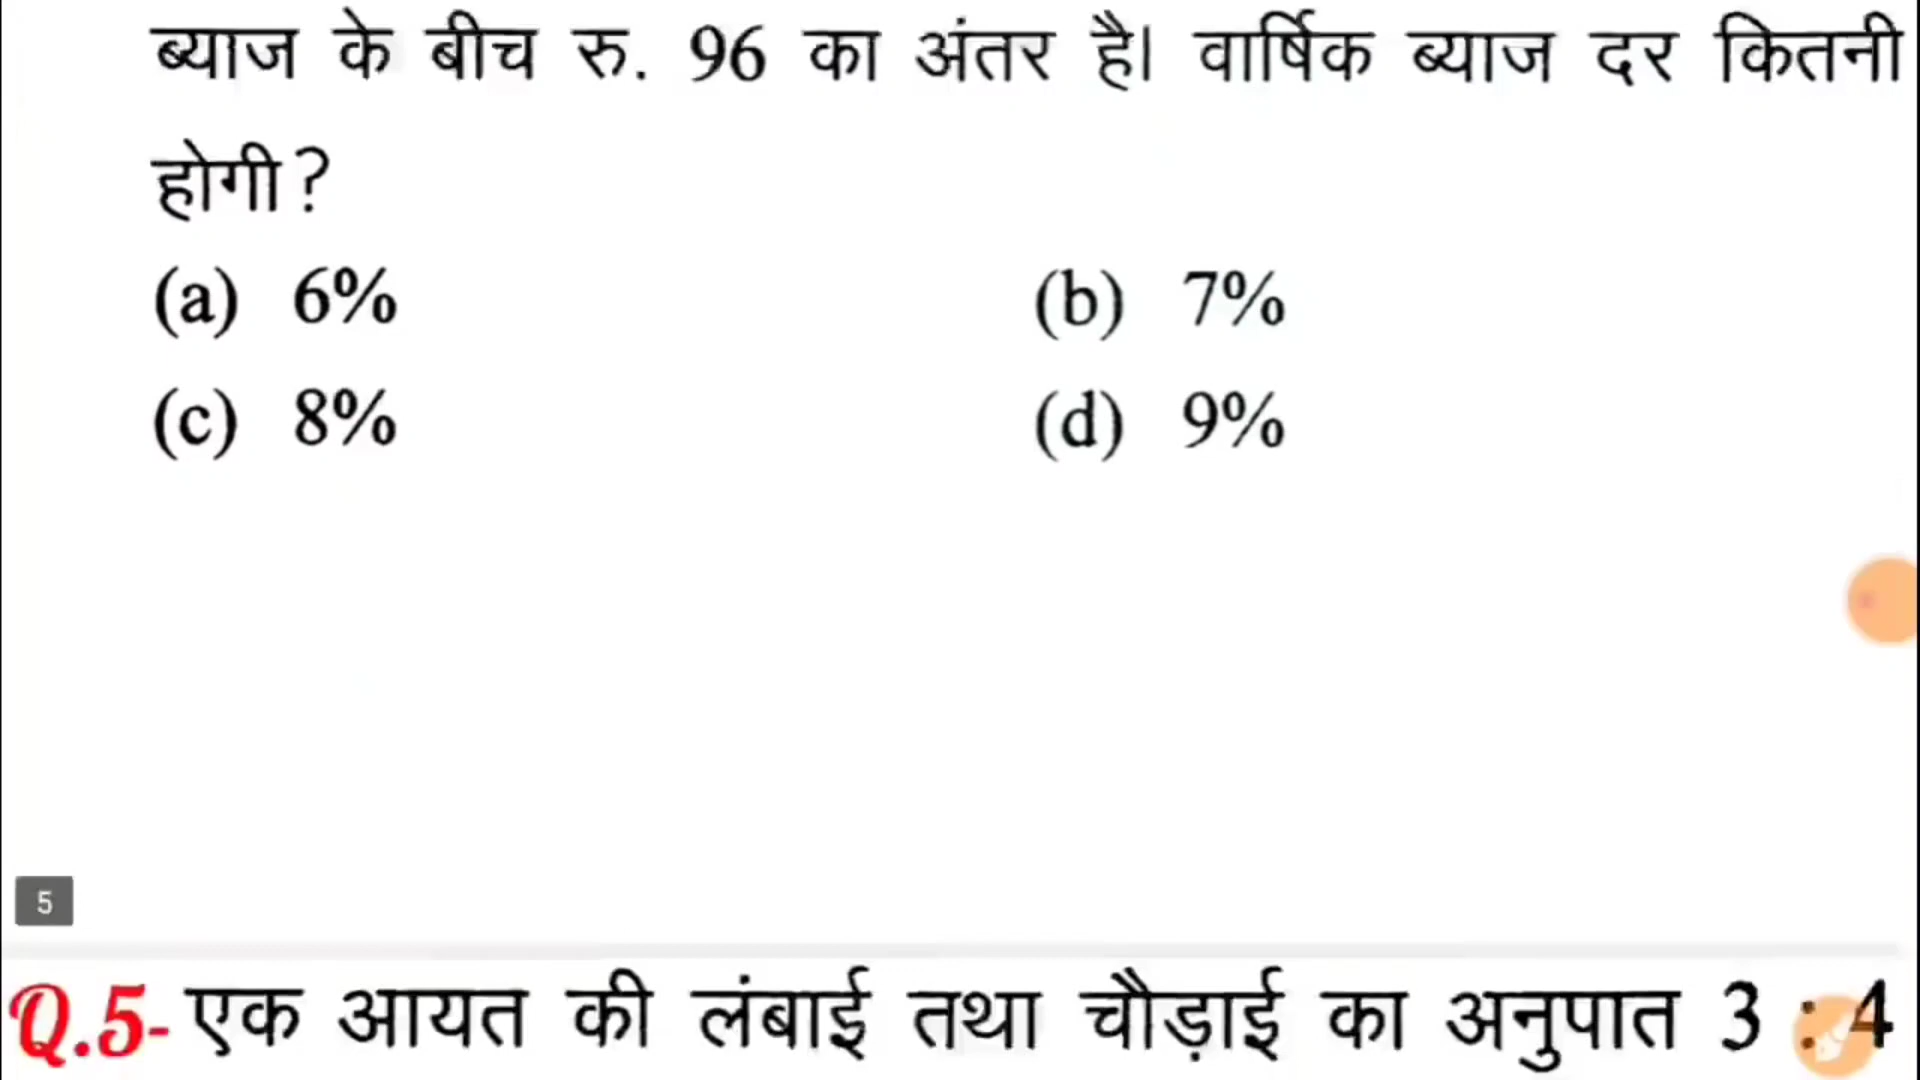 ब्याज के बीच रु. 96 का अंतर है। वार्षिक ब्याज दर कितनी
होगी?
(a) 6% (b) 7%
(c) 8% (d) 9%
5
Q.5- एक आयत की लंबाई तथा चौड़ाई का अनुपात 3 : 4